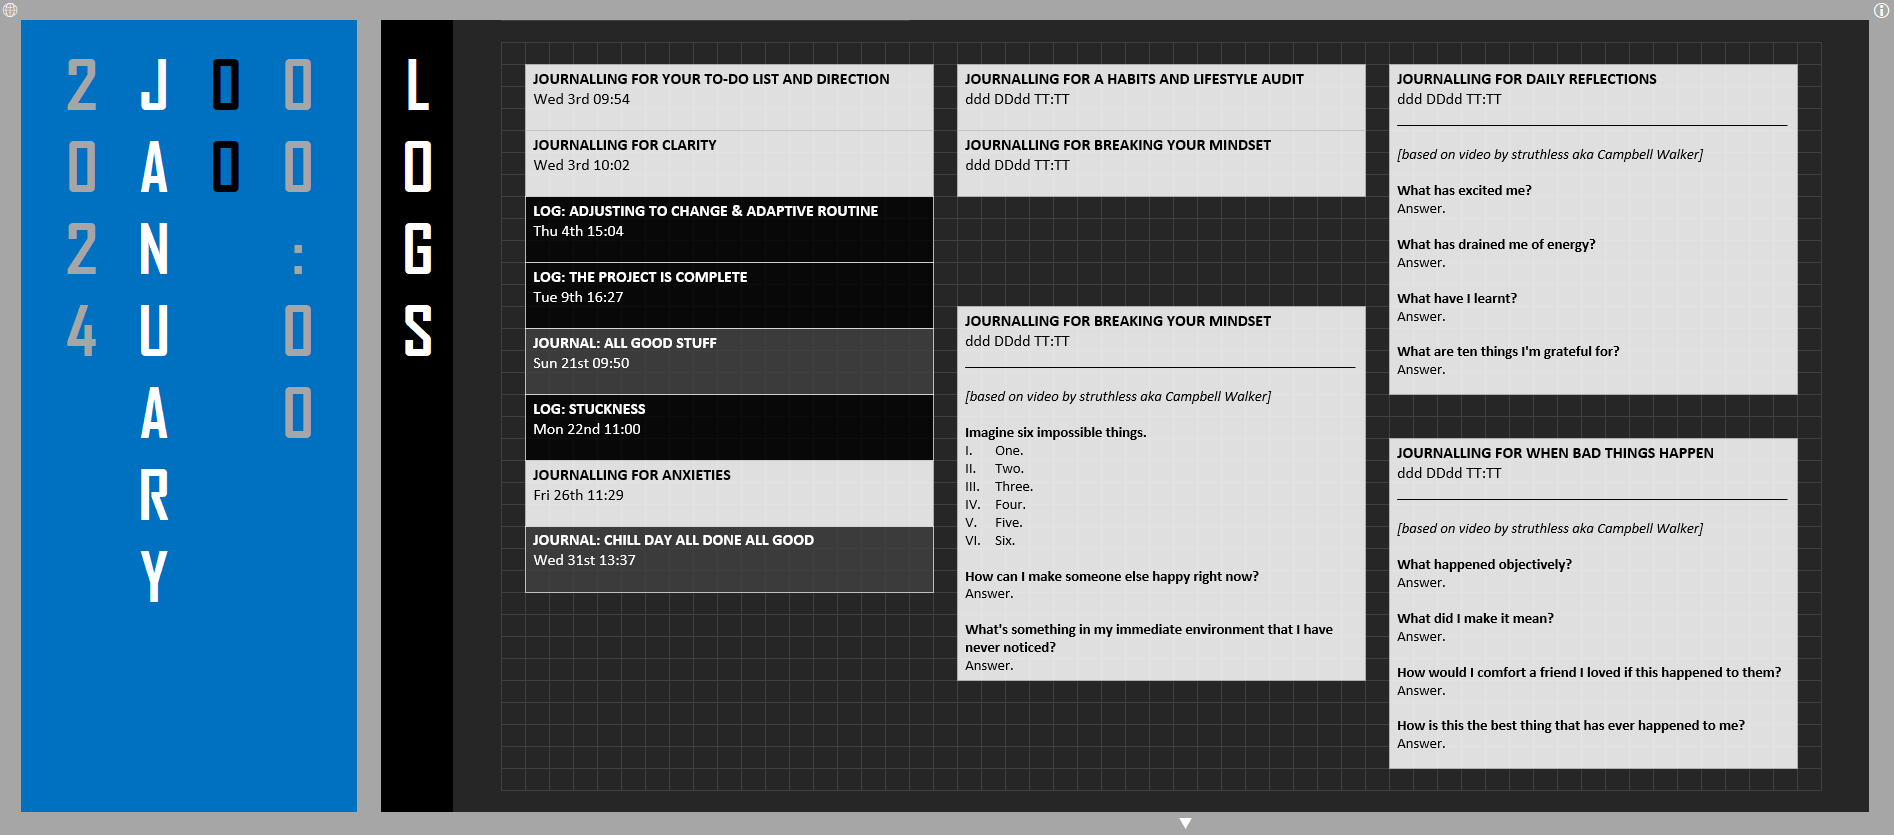 2024
JANUARY
00
00:00
LOGS
JOURNALLING FOR YOUR TO-DO LIST AND DIRECTION
Wed 3rd 09:54
JOURNALLING FOR CLARITY
Wed 3rd 10:02
LOG: ADJUSTING TO CHANGE & ADAPTIVE ROUTINE
Thu 4th 15:04
LOG: THE PROJECT IS COMPLETE
Tue 9th 16:27
JOURNAL: ALL GOOD STUFF
Sun 21st 09:50
LOG: STUCKNESS
Mon 22nd 11:00
JOURNALLING FOR ANXIETIES
Fri 26th 11:29
JOURNAL: CHILL DAY ALL DONE ALL GOOD
Wed 31st 13:37
JOURNALLING FOR A HABITS AND LIFESTYLE AUDIT
ddd DDdd TT:TT
JOURNALLING FOR BREAKING YOUR MINDSET
ddd DDdd TT:TT
JOURNALLING FOR BREAKING YOUR MINDSET
ddd DDdd TT:TT
[based on video by struthless aka Campbell Walker]
Imagine six impossible things.
I. One.
II. Two.
III. Three.
IV. Four.
V. Five.
VI. Six.
How can I make someone else happy right now?
Answer.
What's something in my immediate environment that I have
never noticed?
Answer.
JOURNALLING FOR DAILY REFLECTIONS
ddd DDdd TT:TT
[based on video by struthless aka Campbell Walker]
What has excited me?
Answer.
What has drained me of energy?
Answer.
What have I learnt?
Answer.
What are ten things I'm grateful for?
Answer.
JOURNALLING FOR WHEN BAD THINGS HAPPEN
ddd DDdd TT:TT
[based on video by struthless aka Campbell Walker]
What happened objectively?
Answer.
What did I make it mean?
Answer.
How would I comfort a friend I loved if this happened to them?
Answer.
How is this the best thing that has ever happened to me?
Answer.